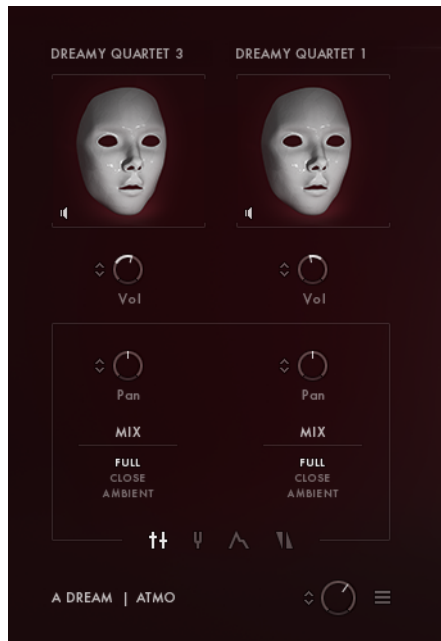 DREAMY QUARTET 3 DREAMY QUARTET 1
Vol Vol
Pan Pan
MIX MIX
FULL FULL
CLOSE CLOSE
AMBIENT AMBIENT
A DREAM | ATMO